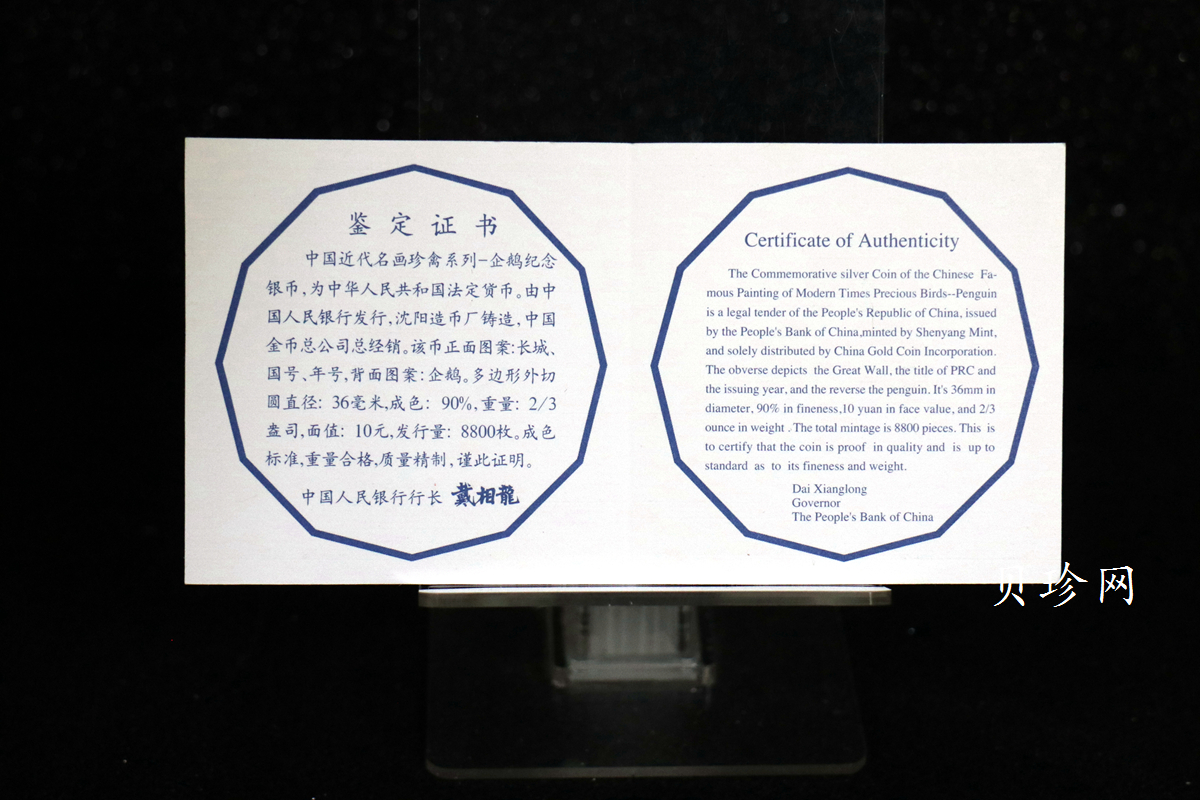 鉴定证书
中国近代名画珍禽系列-企鹅纪念
银币,为中华人民共和国法定货币。由中
国人民银行发行,沈阳造币厂铸造,中国
金币总公司总经销。该币正面图案:长城、
国号、年号,背面图案:企鹅。多边形外切
圆直径: 36毫米,成色: 90%,重量: 2/3
盎司,面值: 10元,发行量: 8800枚。成色
标准,重量合格,质量精制,谨此证明。
中国人民银行行长 戴相龍
Certificate of Authenticity
The Commemorative silver Coin of the Chinese Fa-
mous Painting of Modern Times Precious Birds--Penguin
is a legal tender of the People's Republic of China, issued
by the People's Bank of China,minted by Shenyang Mint,
and solely distributed by China Gold Coin Incorporation.
The obverse depicts the Great Wall, the title of PRC and
the issuing year, and the reverse the penguin. It's 36mm in
diameter, 90% in fineness,10 yuan in face value, and 2/3
ounce in weight . The total mintage is 8800 pieces. This is
to certify that the coin is proof in quality and is up to
standard as to its fineness and weight.
Dai Xianglong
Governor
The People's Bank of China
贝珍网